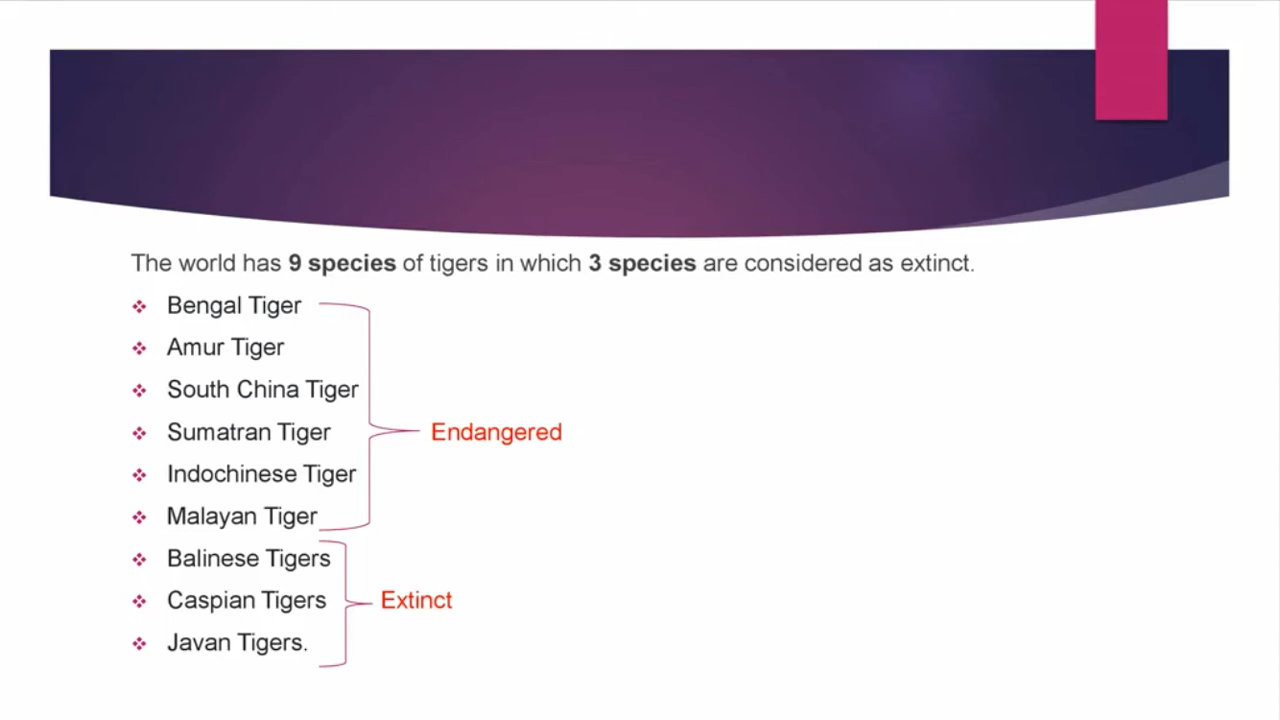 The world has 9 species of tigers in which 3 species are considered as extinct.
Bengal Tiger
Amur Tiger
South China Tiger
Sumatran Tiger
Endangered
Indochinese Tiger
Malayan Tiger
Balinese Tigers
Caspian Tigers
Extinct
Javan Tigers.